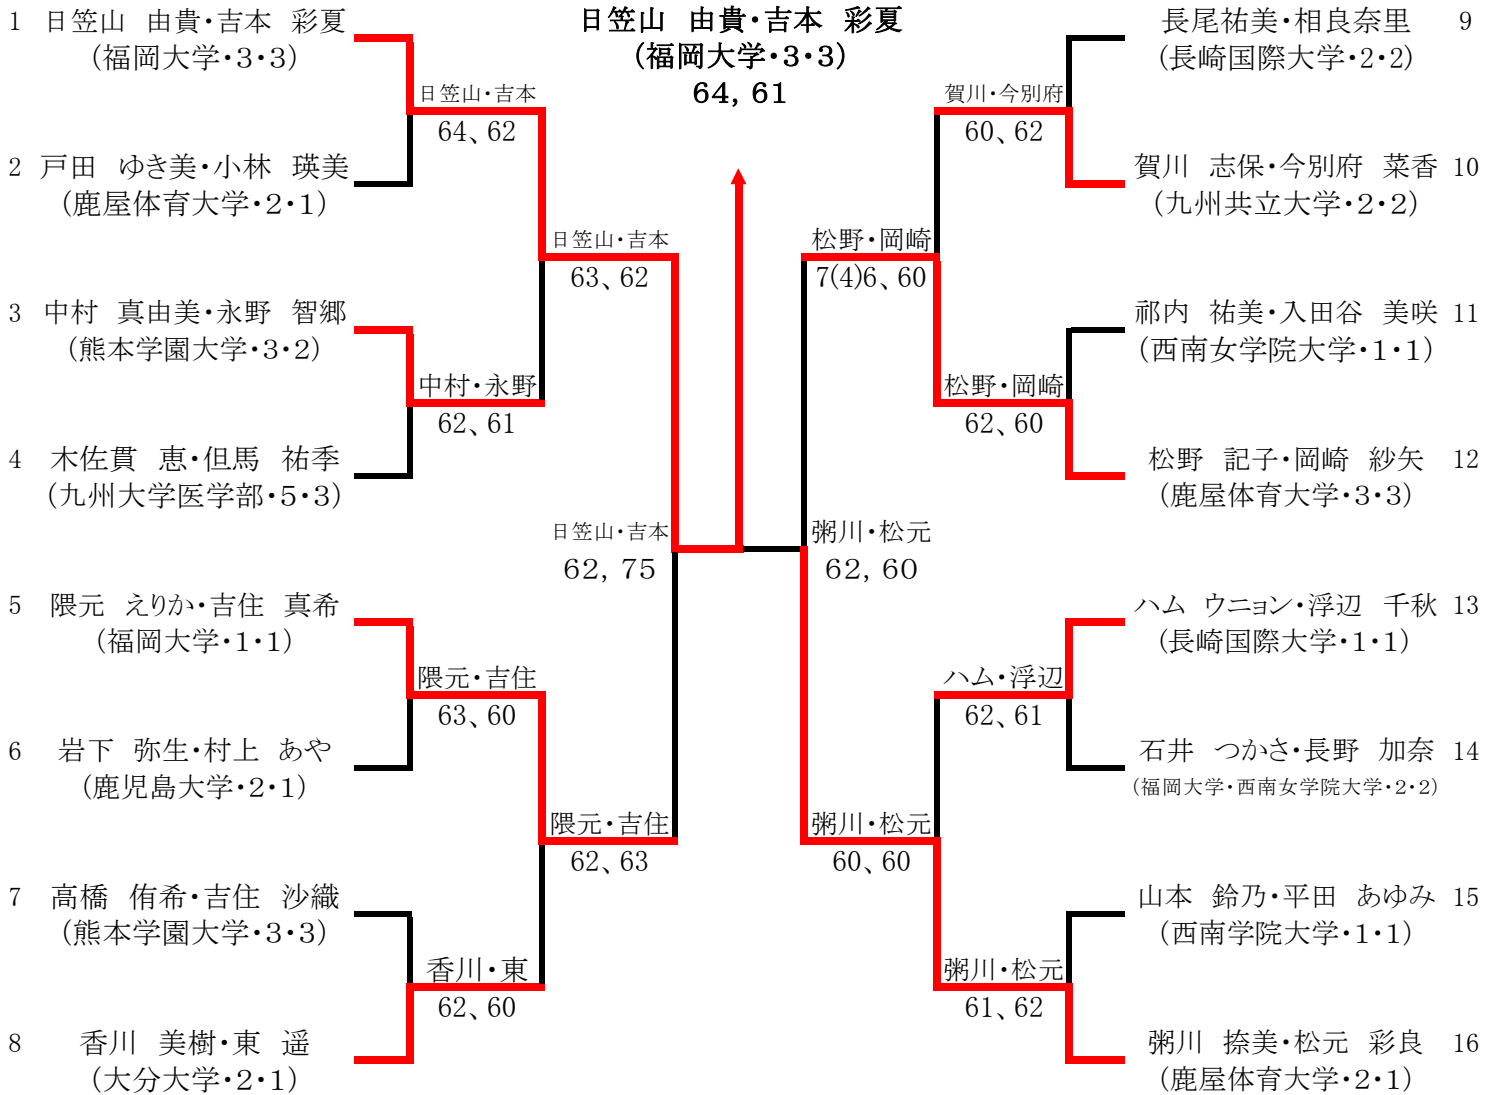 1 日笠山 由貴・吉本 彩夏
(福岡大学・3・3)
日笠山・吉本
64、62
2 戸田 ゆき美・小林 瑛美
(鹿屋体育大学・2・1)
日笠山・吉本
63、62
3 中村 真由美・永野 智郷
(熊本学園大学・3・2)
中村・永野
62、61
4 木佐貫 恵・但馬 祐季
(九州大学医学部・5・3)
日笠山・吉本
62, 75
5 隈元 えりか・吉住 真希
(福岡大学・1・1)
隈元・吉住
63、60
6 岩下 弥生・村上 あや
(鹿児島大学・2・1)
隈元・吉住
62、63
7 高橋 侑希・吉住 沙織
(熊本学園大学・3・3)
香川・東
62、60
8 香川 美樹・東 遥
(大分大学・2・1)
日笠山 由貴・吉本 彩夏
(福岡大学・3・3)
64, 61
長尾祐美・相良奈里 9
(長崎国際大学・2・2)
賀川・今別府
60、62
賀川 志保・今別府 菜香 10
(九州共立大学・2・2)
松野・岡崎
7(4)6、60
祁内 祐美・入田谷 美咲 11
(西南女学院大学・1・1)
松野・岡崎
62、60
松野 記子・岡崎 紗矢 12
(鹿屋体育大学・3・3)
粥川・松元
62, 60
ハム ウニョン・浮辺 千秋 13
(長崎国際大学・1・1)
ハム・浮辺
62、61
石井 つかさ・長野 加奈 14
(福岡大学・西南女学院大学・2・2)
粥川・松元
60、60
山本 鈴乃・平田 あゆみ 15
(西南学院大学・1・1)
粥川・松元
61、62
粥川 捺美・松元 彩良 16
(鹿屋体育大学・2・1)